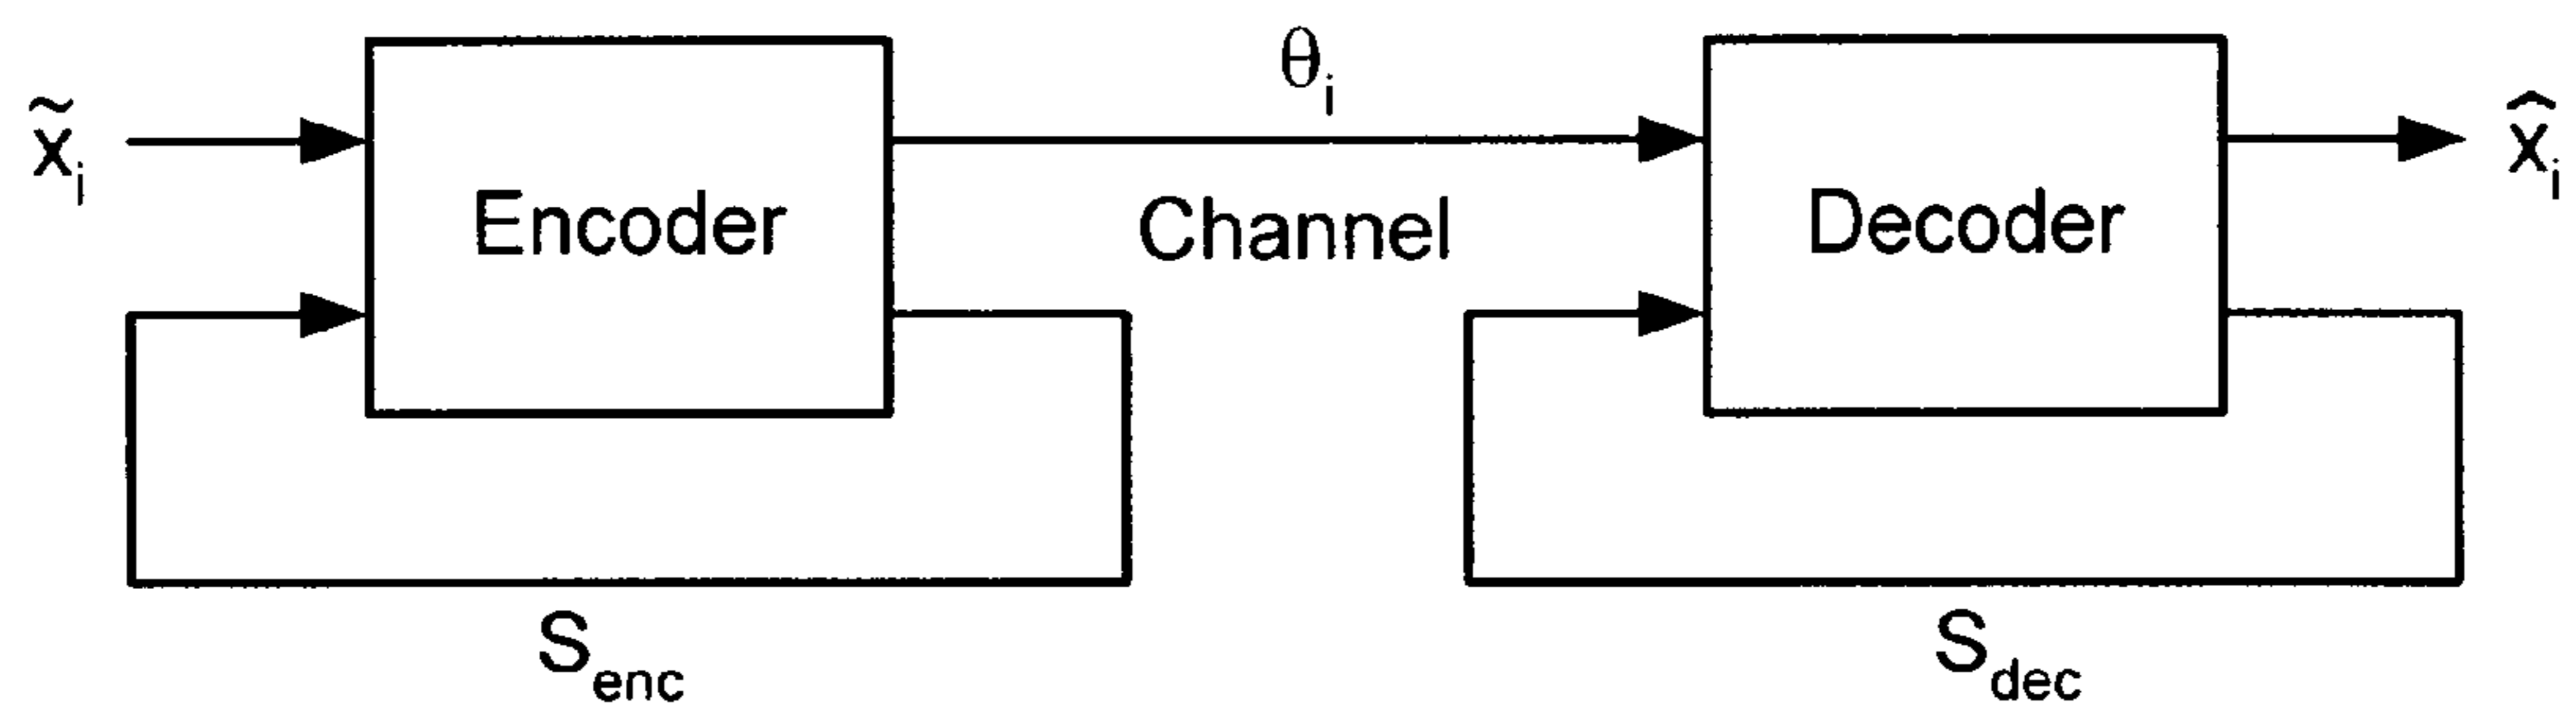 θi
x̃i
Encoder
Channel
Decoder
x̂i
Senc
Sdec